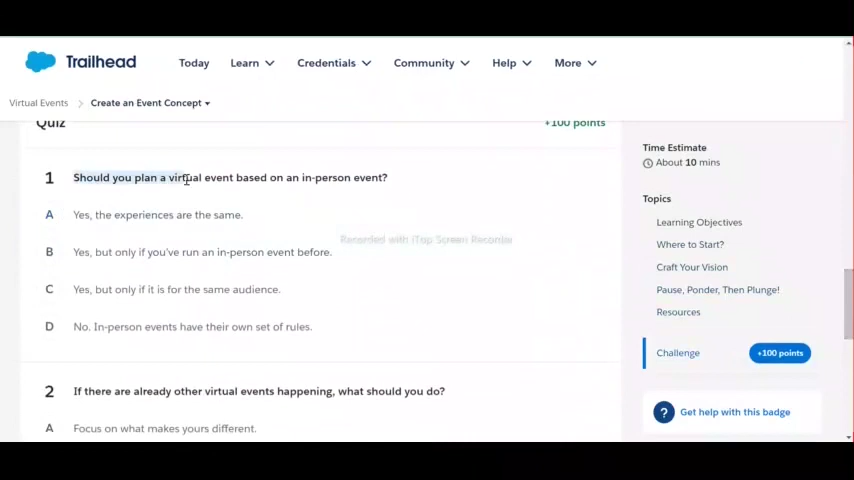 Trailhead
Today
Learn
Credentials
Community
Help
More
Virtual Events
Create an Event Concept
Quiz
+100 points
1 Should you plan a virtual event based on an in-person event?
A Yes, the experiences are the same.
B Yes, but only if you've run an in-person event before.
C Yes, but only if it is for the same audience.
D No. In-person events have their own set of rules.
2 If there are already other virtual events happening, what should you do?
A Focus on what makes yours different.
Recorded with iTop Screen Recorder
Time Estimate
About 10 mins
Topics
Learning Objectives
Where to Start?
Craft Your Vision
Pause, Ponder, Then Plunge!
Resources
Challenge
+100 points
? Get help with this badge